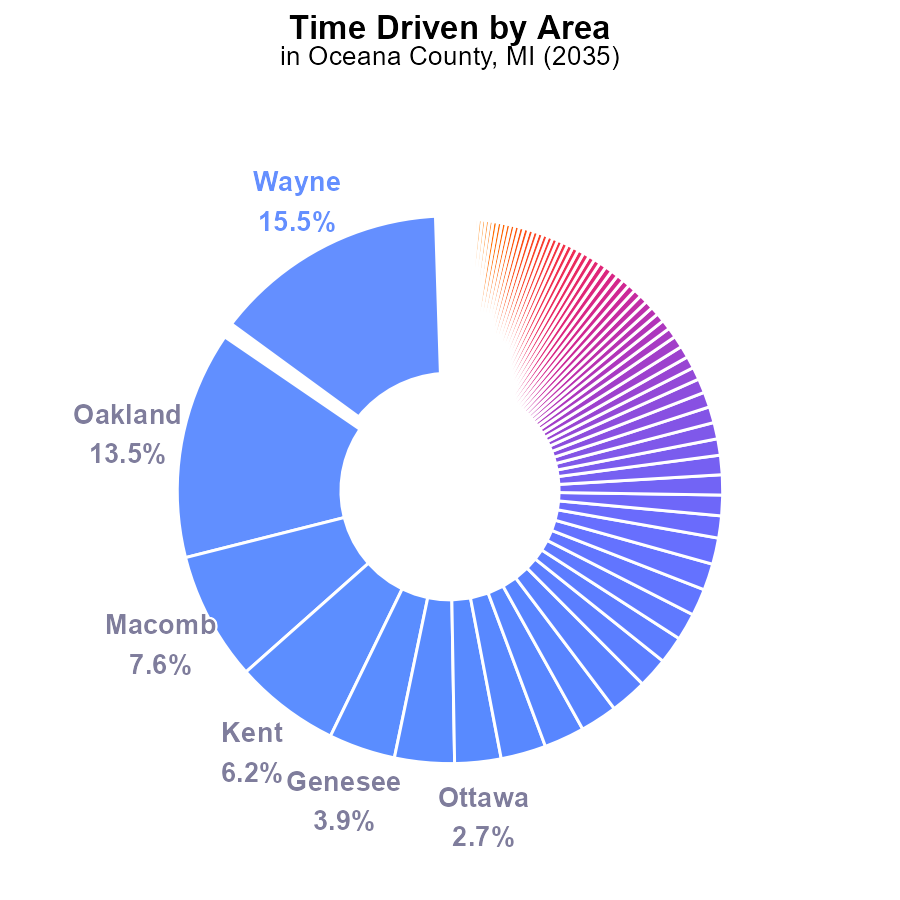 Time Driven by Area
in Oceana County, MI (2035)
Wayne
15.5%
Oakland
13.5%
Macomb
7.6%
Kent
6.2%
Genesee
3.9%
Ottawa
2.7%